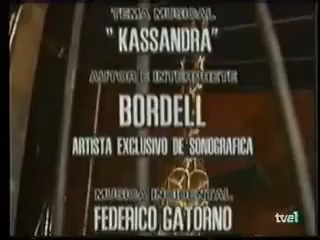 TEMA MUSICAL
"KASSANDRA"
AUTOR E INTERPRETE
BORDELL
ARTISTA EXCLUSIVO DE SONOGRAFICA
MUSICA INCIDENTAL
FEDERICO GATORNO
tve1